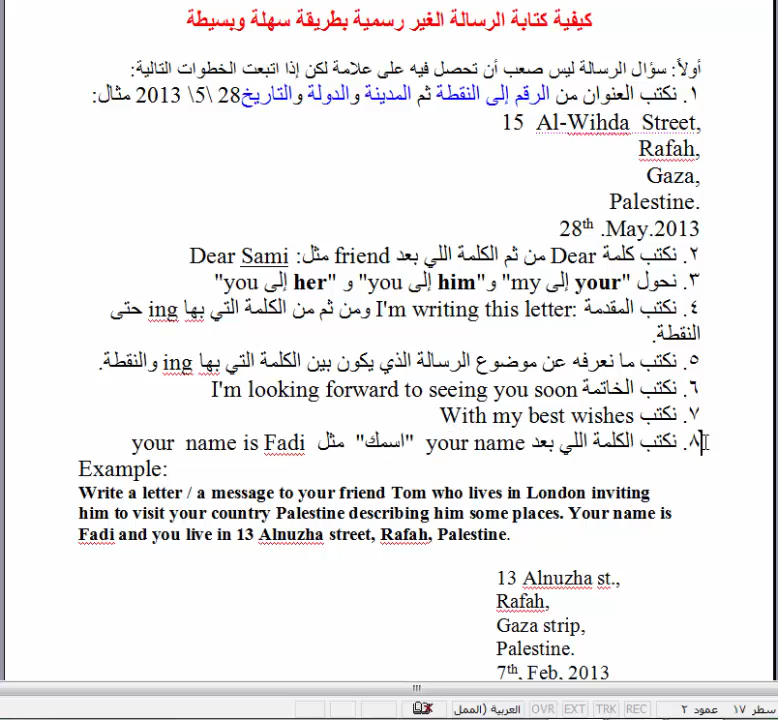 كيفية كتابة الرسالة الغير رسمية بطريقة سهلة وبسيطة
أولاً: سؤال الرسالة ليس صعب أن تحصل فيه على علامة لكن إذا اتبعت الخطوات التالية:
١. نكتب العنوان من الرقم إلى النقطة ثم المدينة والدولة والتاريخ28 \5\ 2013 مثال:
15 Al-Wihda Street,
Rafah,
Gaza,
Palestine.
28th .May.2013
٢. نكتب كلمة Dear من ثم الكلمة اللي بعد friend مثل: Dear Sami
٣. نحول "your إلى my" و"him إلى you" و "her إلى you"
٤. نكتب المقدمة :I'm writing this letter ومن ثم من الكلمة التي بها ing حتى
النقطة.
٥. نكتب ما نعرفه عن موضوع الرسالة الذي يكون بين الكلمة التي بها ing والنقطة.
٦. نكتب الخاتمة I'm looking forward to seeing you soon
٧. نكتب With my best wishes
٨. نكتب الكلمة اللي بعد your name "اسمك" مثل your name is Fadi
Example:
Write a letter / a message to your friend Tom who lives in London inviting
him to visit your country Palestine describing him some places. Your name is
Fadi and you live in 13 Alnuzha street, Rafah, Palestine.
13 Alnuzha st.,
Rafah,
Gaza strip,
Palestine.
7th, Feb, 2013
سطر ١٧ عمود ٢ REC TRK EXT OVR العربية (الممل